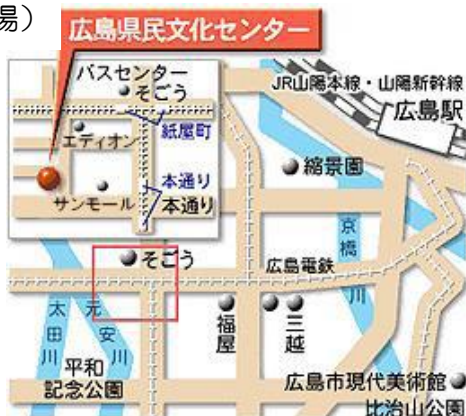 場）
広島県民文化センター
バスセンター
そごう
紙屋町
エディオン
本通り
サンモール
本通り
JR山陽本線・山陽新幹線
広島駅
縮景園
京橋川
そごう
広島電鉄
太田川
元安川
福屋
三越
平和
記念公園
広島市現代美術館
比治山公園